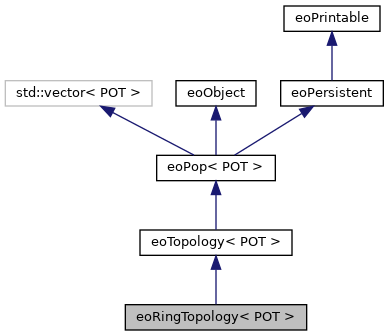 eoPrintable
std::vector< POT >
eoObject
eoPersistent
eoPop< POT >
eoTopology< POT >
eoRingTopology< POT >